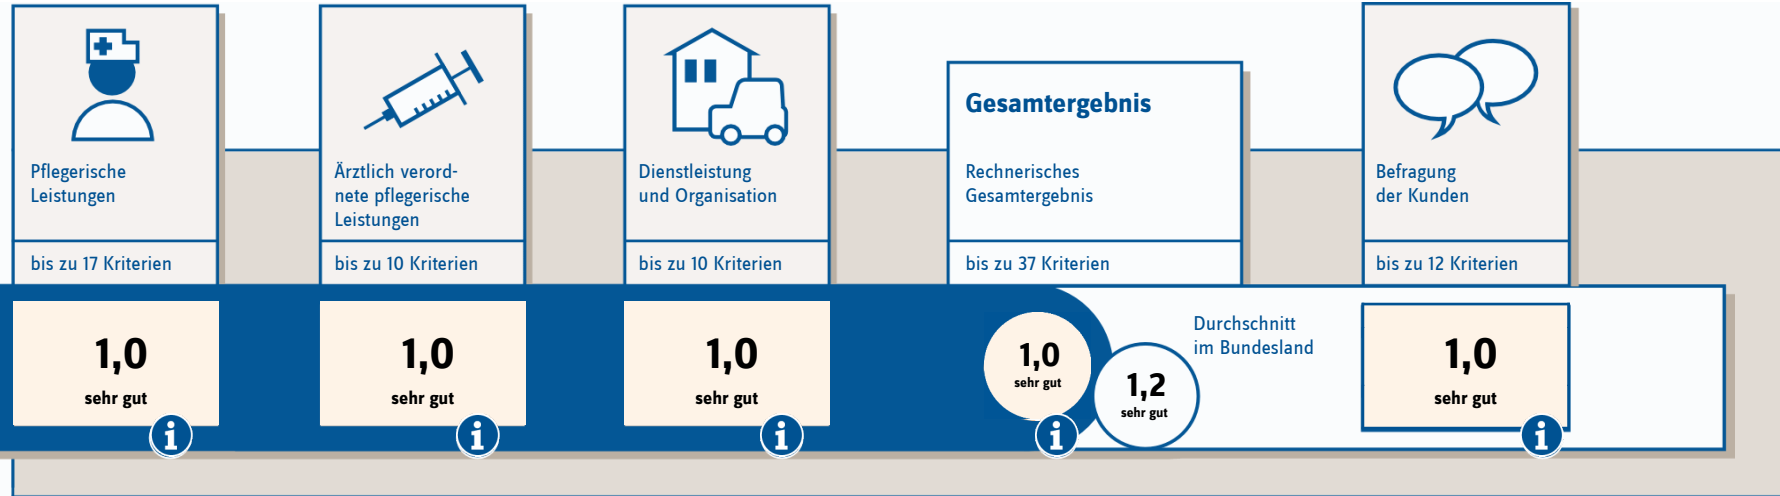 Pflegerische
Leistungen
bis zu 17 Kriterien
1,0
sehr gut
i
Ärztlich verord-
nete pflegerische
Leistungen
bis zu 10 Kriterien
1,0
sehr gut
i
Dienstleistung
und Organisation
bis zu 10 Kriterien
1,0
sehr gut
i
Gesamtergebnis
Rechnerisches
Gesamtergebnis
bis zu 37 Kriterien
1,0
sehr gut
i
1,2
sehr gut
Durchschnitt
im Bundesland
Befragung
der Kunden
bis zu 12 Kriterien
1,0
sehr gut
i